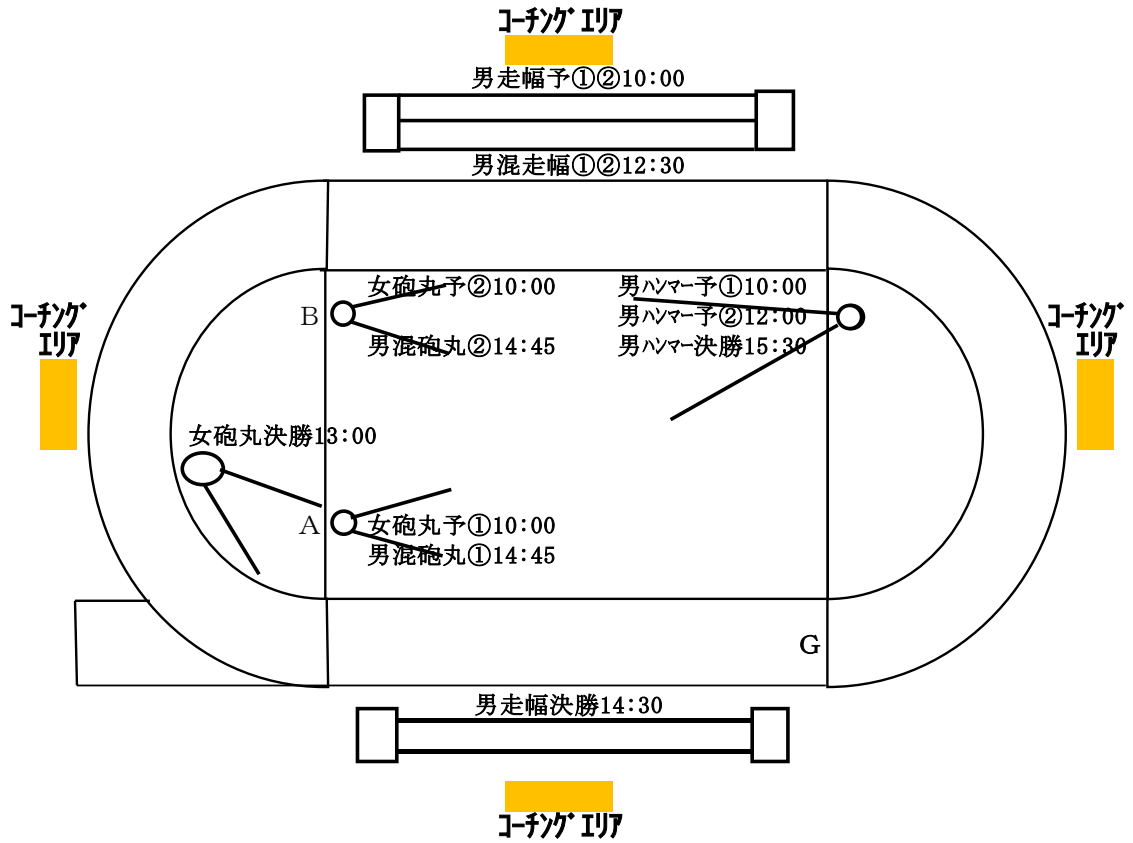 ｺｰﾁﾝｸﾞｴﾘｱ
男走幅予①②10：00
男混走幅①②12：30
女砲丸予②10：00
B
男混砲丸②14：45
男ﾊﾝﾏｰ予①10：00
男ﾊﾝﾏｰ予②12：00
男ﾊﾝﾏｰ決勝15：30
ｺｰﾁﾝｸﾞ
ｴﾘｱ
ｺｰﾁﾝｸﾞ
ｴﾘｱ
女砲丸決勝13：00
A
女砲丸予①10：00
男混砲丸①14：45
G
男走幅決勝14：30
ｺｰﾁﾝｸﾞｴﾘｱ